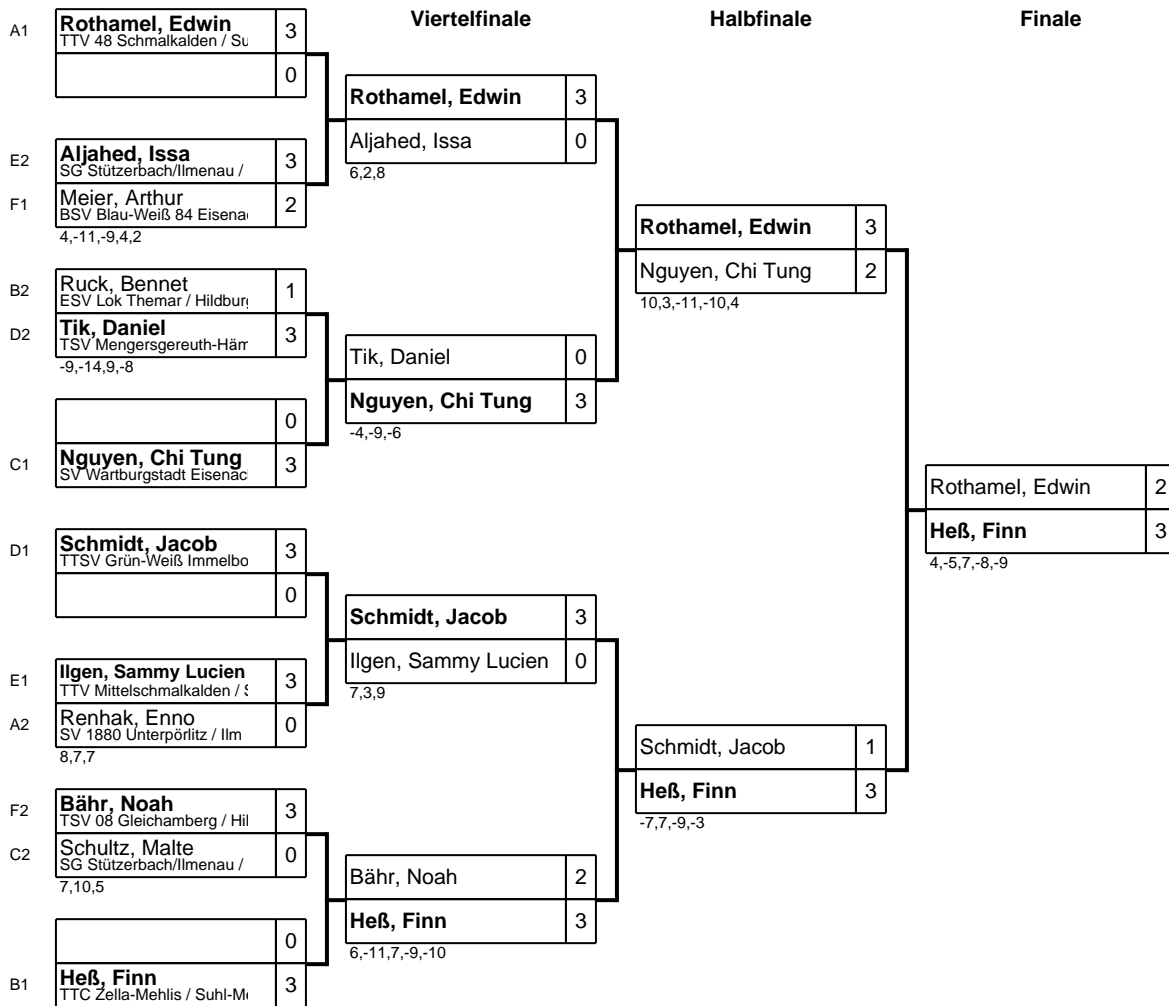 Viertelfinale
Halbfinale
Finale
A1
Rothamel, Edwin
3
TTV 48 Schmalkalden / Su
0
E2
Aljahed, Issa
3
SG Stützerbach/Ilmenau /
F1
Meier, Arthur
2
BSV Blau-Weiß 84 Eisena
4,-11,-9,4,2
B2
Ruck, Bennet
1
ESV Lok Themar / Hildburg
D2
Tik, Daniel
3
TSV Mengersgereuth-Häm
-9,-14,9,-8
0
C1
Nguyen, Chi Tung
3
SV Wartburgstadt Eisenac
D1
Schmidt, Jacob
3
TTSV Grün-Weiß Immelbo
0
E1
Ilgen, Sammy Lucien
3
TTV Mittelschmalkalden / S
A2
Renhak, Enno
0
SV 1880 Unterpörlitz / Ilm
8,7,7
F2
Bähr, Noah
3
TSV 08 Gleichamberg / Hil
C2
Schultz, Malte
0
SG Stützerbach/Ilmenau /
7,10,5
0
B1
Heß, Finn
3
TTC Zella-Mehlis / Suhl-Me
Rothamel, Edwin 3
Aljahed, Issa 0
6,2,8
Tik, Daniel 0
Nguyen, Chi Tung 3
-4,-9,-6
Schmidt, Jacob 3
Ilgen, Sammy Lucien 0
7,3,9
Bähr, Noah 2
Heß, Finn 3
6,-11,7,-9,-10
Rothamel, Edwin 3
Nguyen, Chi Tung 2
10,3,-11,-10,4
Schmidt, Jacob 1
Heß, Finn 3
-7,7,-9,-3
Rothamel, Edwin 2
Heß, Finn 3
4,-5,7,-8,-9